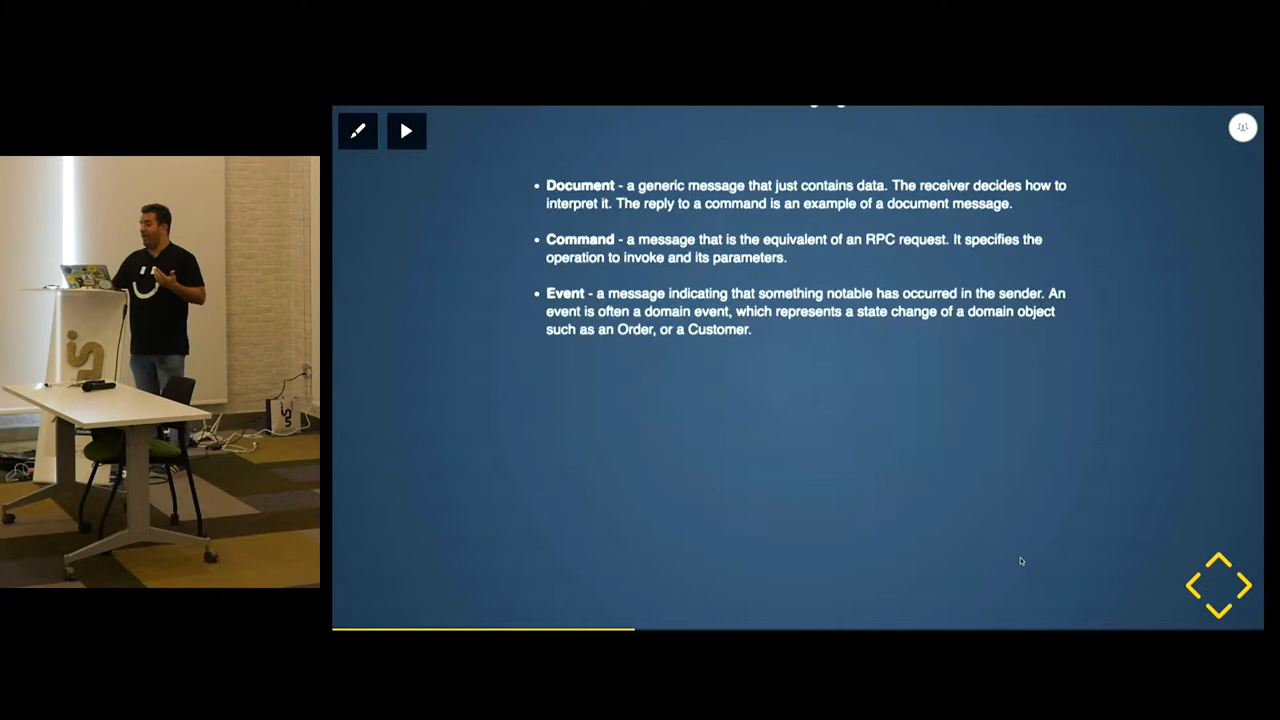 • Document - a generic message that just contains data. The receiver decides how to
interpret it. The reply to a command is an example of a document message.
• Command - a message that is the equivalent of an RPC request. It specifies the
operation to invoke and its parameters.
• Event - a message indicating that something notable has occurred in the sender. An
event is often a domain event, which represents a state change of a domain object
such as an Order, or a Customer.